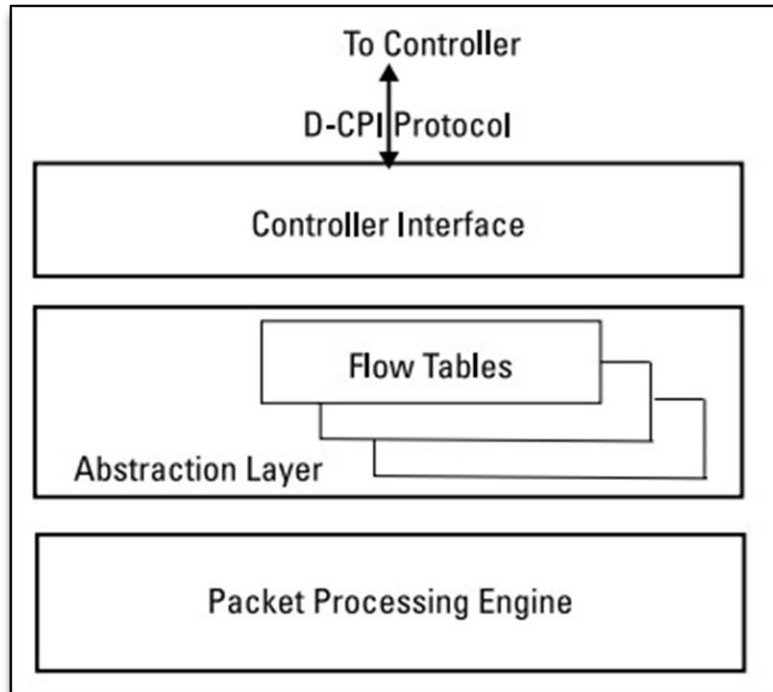 To Controller
D-CPI Protocol
Controller Interface
Flow Tables
Abstraction Layer
Packet Processing Engine